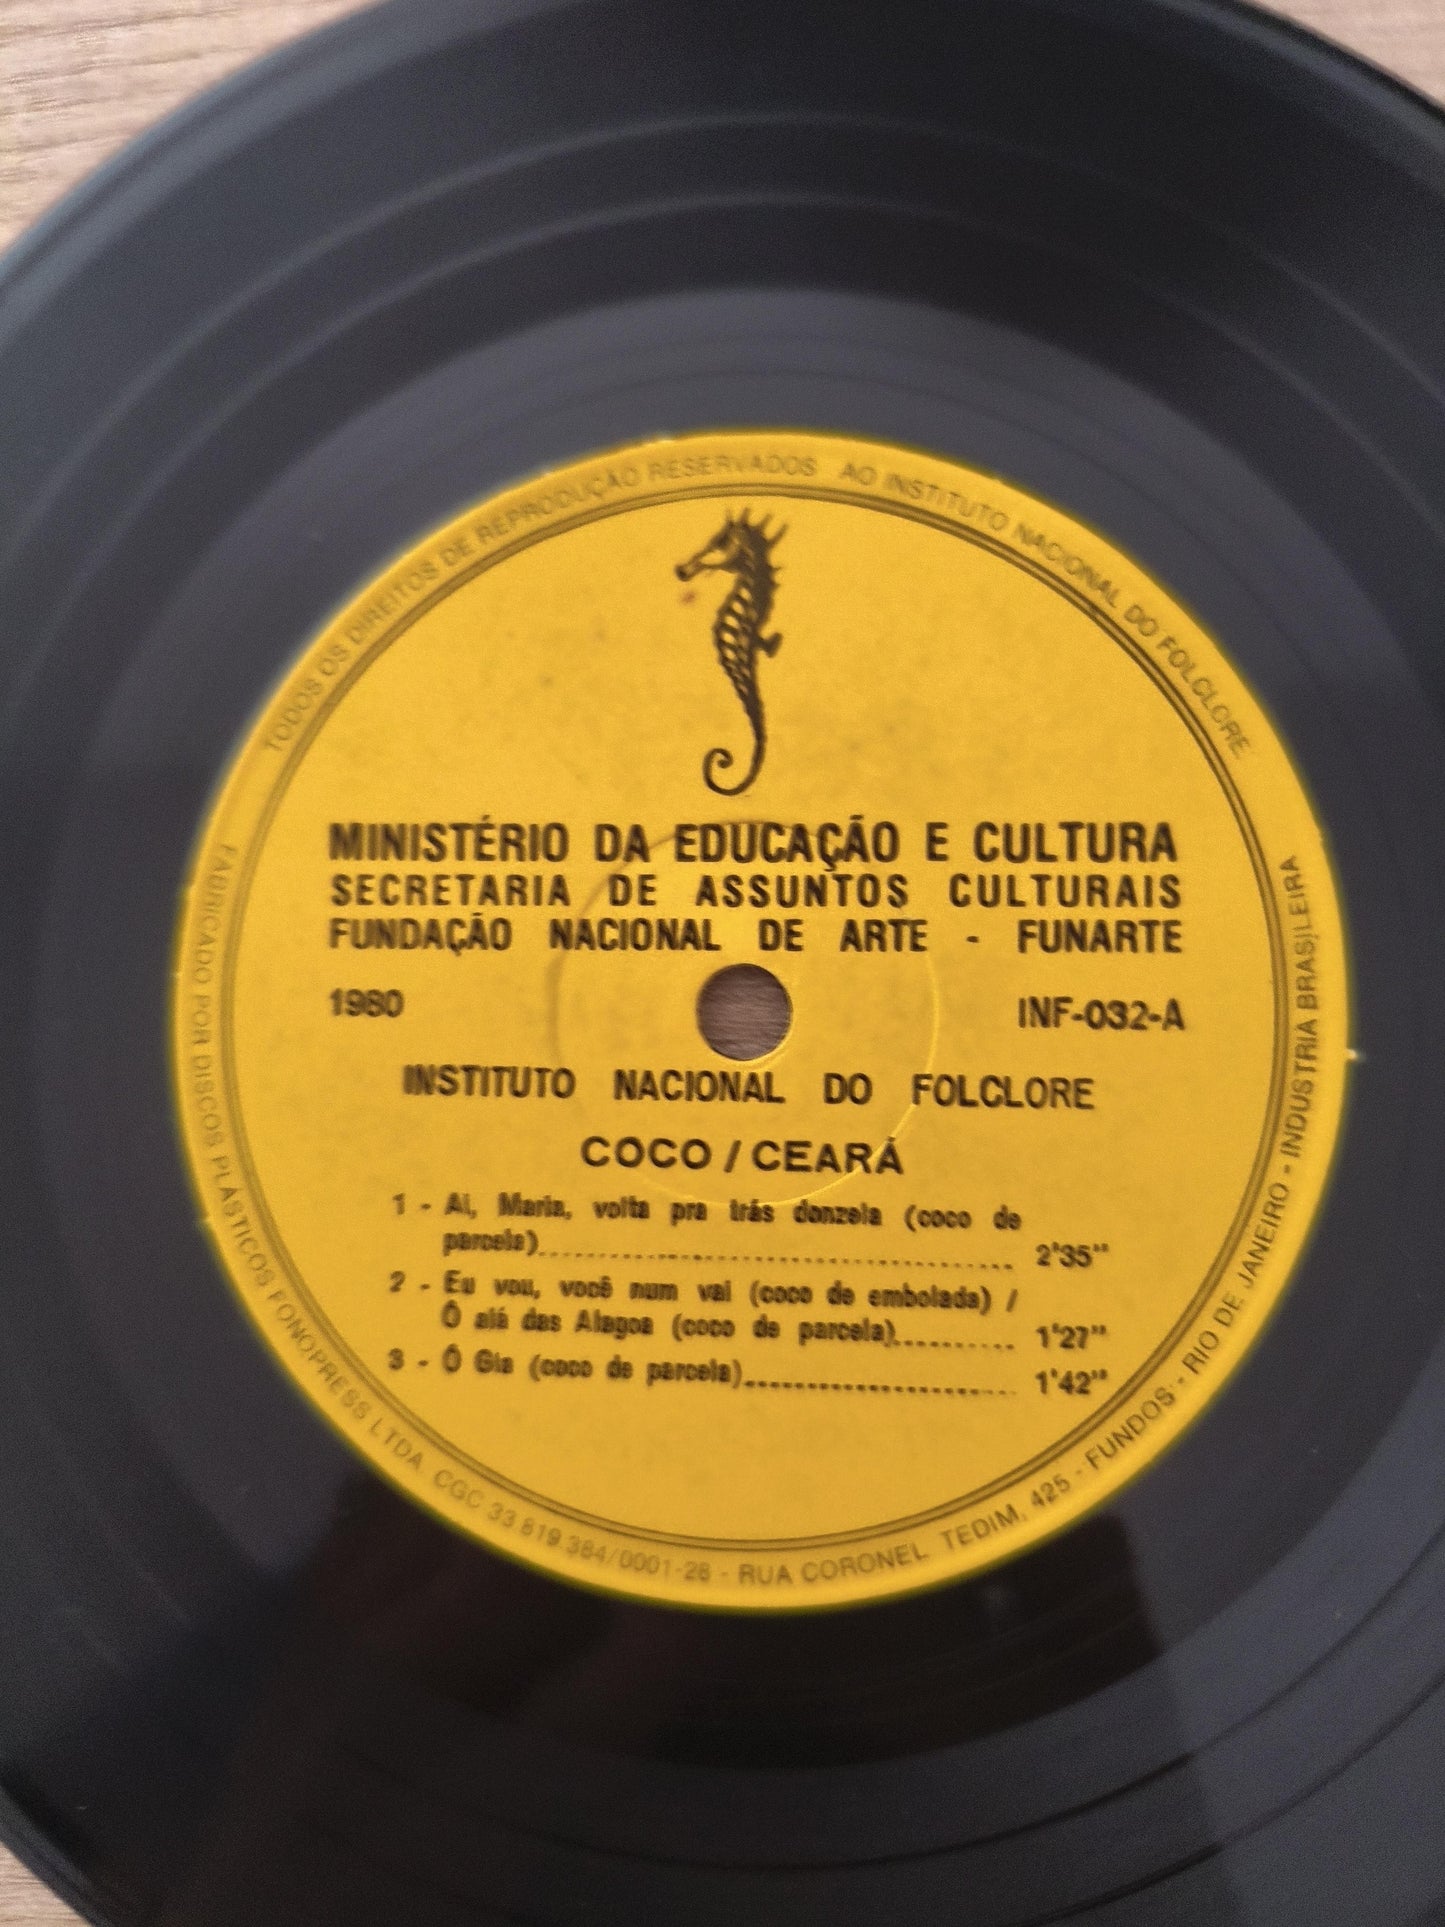 TODOS OS DIREITOS DE REPRODUÇÃO RESERVADOS AO INSTITUTO NACIONAL DO FOLCLORE
MINISTÉRIO DA EDUCAÇÃO E CULTURA
SECRETARIA DE ASSUNTOS CULTURAIS
FUNDAÇÃO NACIONAL DE ARTE - FUNARTE
1980 INF-032-A
INSTITUTO NACIONAL DO FOLCLORE
COCO / CEARÁ
1 - Ai, Maria, volta pra trás donzela (coco de
parcela) 2'35"
2 - Eu vou, você num vai (coco de embolada) /
Ô alá das Alagoa (coco de parcela) 1'27"
3 - Ô Gia (coco de parcela) 1'42"
FABRICADO POR DISCOS PLÁSTICOS FONOPRESS LTDA. CGC 33.819.384/0001-28 - RUA CORONEL TEDIM, 425 - FUNDOS - RIO DE JANEIRO - INDUSTRIA BRASILEIRA